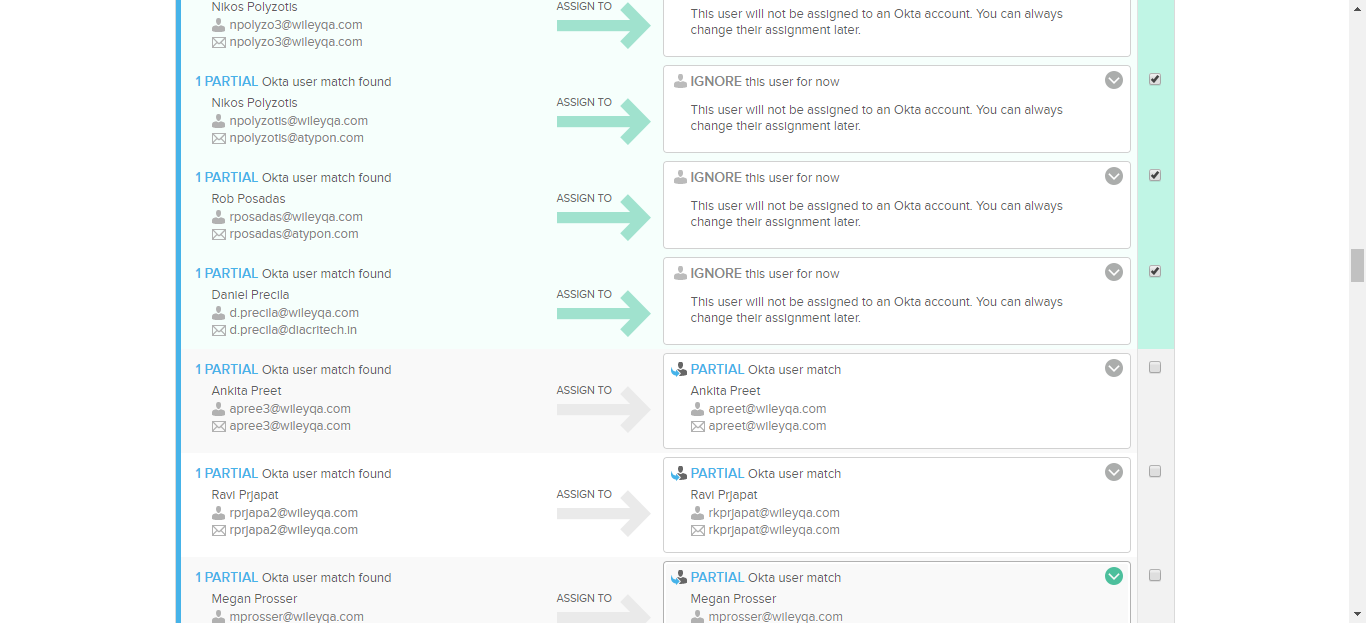 Nikos Polyzotis
npolyzo3@wileyqa.com
npolyzo3@wileyqa.com
ASSIGN TO
This user will not be assigned to an Okta account. You can always
change their assignment later.
1 PARTIAL Okta user match found
Nikos Polyzotis
npolyzotis@wileyqa.com
npolyzotis@atypon.com
ASSIGN TO
IGNORE this user for now
This user will not be assigned to an Okta account. You can always
change their assignment later.
1 PARTIAL Okta user match found
Rob Posadas
rposadas@wileyqa.com
rposadas@atypon.com
ASSIGN TO
IGNORE this user for now
This user will not be assigned to an Okta account. You can always
change their assignment later.
1 PARTIAL Okta user match found
Daniel Precila
d.precila@wileyqa.com
d.precila@diacritech.in
ASSIGN TO
IGNORE this user for now
This user will not be assigned to an Okta account. You can always
change their assignment later.
1 PARTIAL Okta user match found
Ankita Preet
apree3@wileyqa.com
apree3@wileyqa.com
ASSIGN TO
PARTIAL Okta user match
Ankita Preet
apreet@wileyqa.com
apreet@wileyqa.com
1 PARTIAL Okta user match found
Ravi Prjapat
rprjapa2@wileyqa.com
rprjapa2@wileyqa.com
ASSIGN TO
PARTIAL Okta user match
Ravi Prjapat
rkprjapat@wileyqa.com
rkprjapat@wileyqa.com
1 PARTIAL Okta user match found
Megan Prosser
mprosser@wileyqa.com
ASSIGN TO
PARTIAL Okta user match
Megan Prosser
mprosser@wileyqa.com